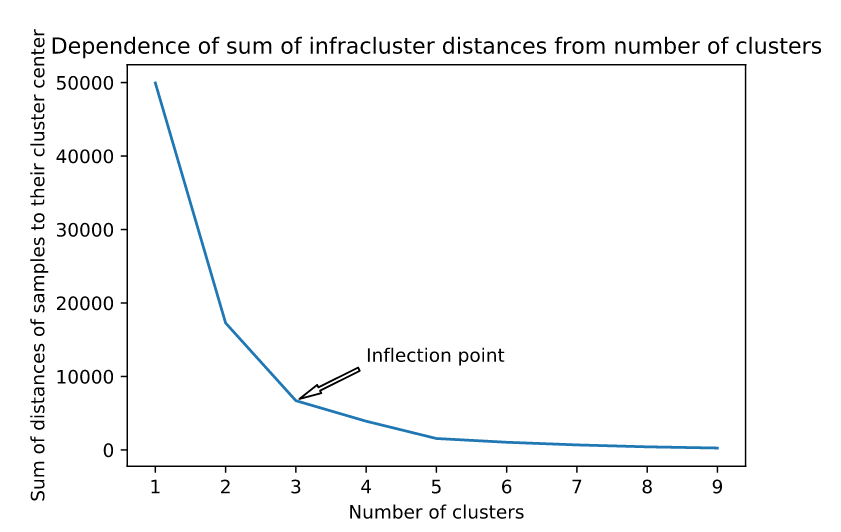 Dependence of sum of infracluster distances from number of clusters
Sum of distances of samples to their cluster center
50000
40000
30000
20000
10000
0
Inflection point
1 2 3 4 5 6 7 8 9
Number of clusters